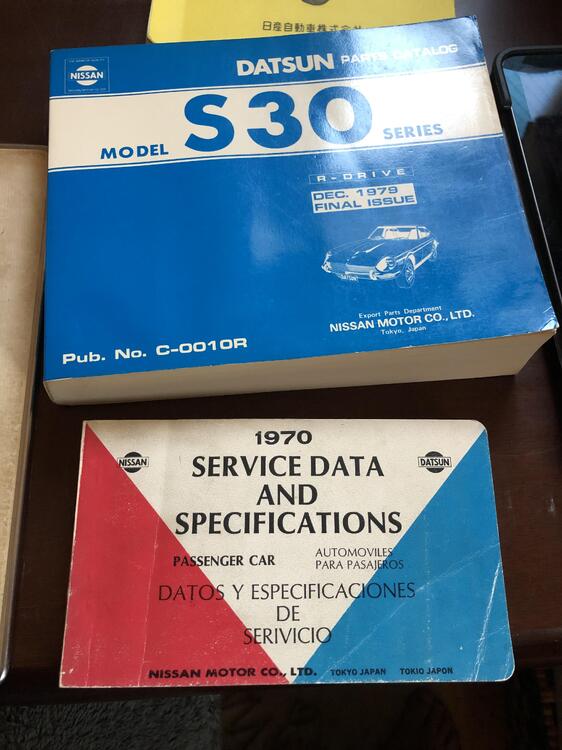 日産自動車株式会社
NISSAN
DATSUN PARTS CATALOG
MODEL S30 SERIES
R-DRIVE
DEC. 1979
FINAL ISSUE
Export Parts Department
NISSAN MOTOR CO., LTD.
Tokyo, Japan
Pub. No. C-0010R
1970
NISSAN
DATSUN
SERVICE DATA
AND
SPECIFICATIONS
PASSENGER CAR
AUTOMOVILES
PARA PASAJEROS
DATOS Y ESPECIFICACIONES
DE
SERIVICIO
NISSAN MOTOR CO., LTD. TOKYO JAPAN TOKIO JAPON